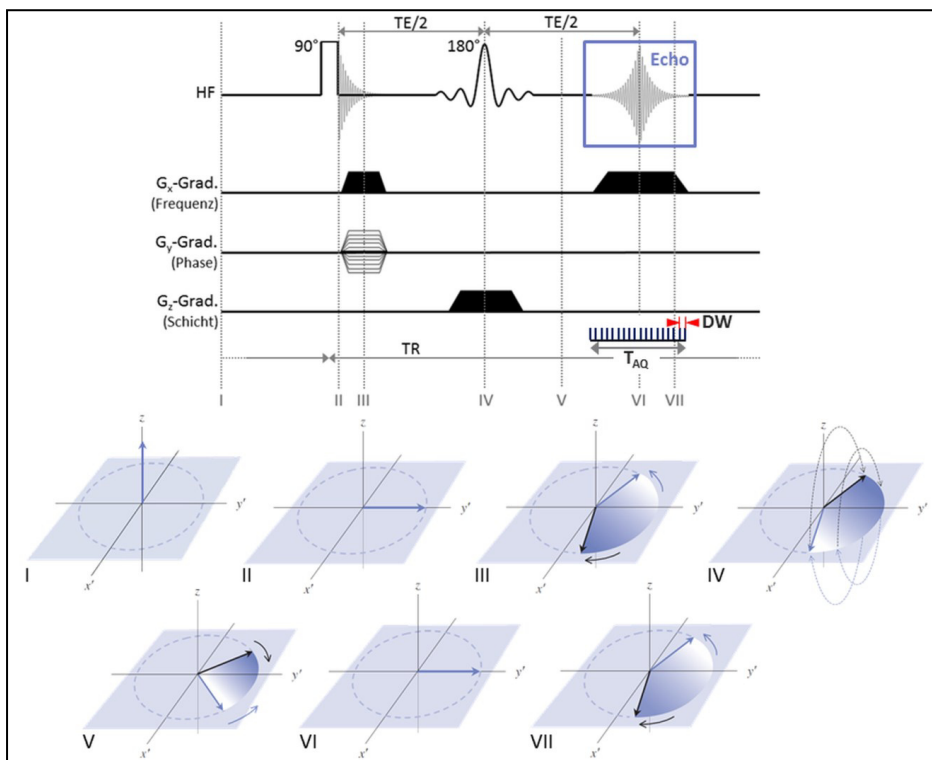 TE/2 TE/2
90° 180° Echo
HF
Gx-Grad.
(Frequenz)
Gy-Grad.
(Phase)
Gz-Grad.
(Schicht)
DW
TR TAQ
I II III IV V VI VII
z z z z
y' y' y' y'
x' x' x' x'
I II III IV
z z z
y' y' y'
x' x' x'
V VI VII